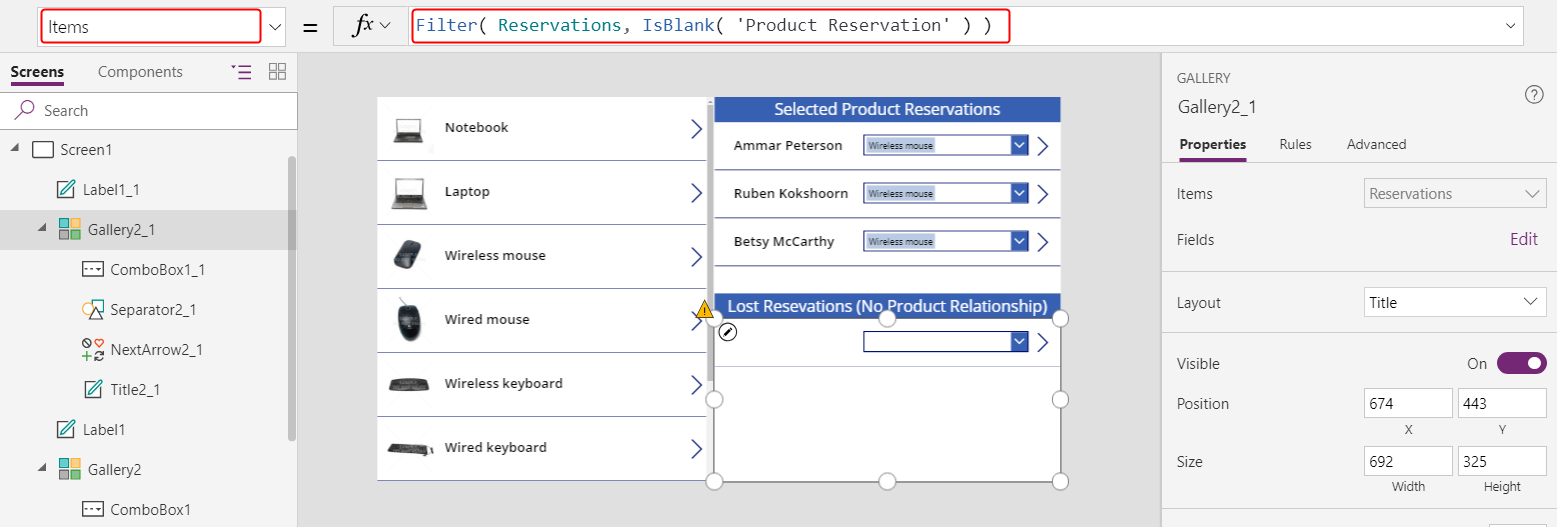 Items = fx Filter( Reservations, IsBlank( 'Product Reservation' ) )
Screens Components
Search
Screen1
Label1_1
Gallery2_1
ComboBox1_1
Separator2_1
NextArrow2_1
Title2_1
Label1
Gallery2
ComboBox1
Notebook
Laptop
Wireless mouse
Wired mouse
Wireless keyboard
Wired keyboard
Selected Product Reservations
Ammar Peterson Wireless mouse
Ruben Kokshoorn Wireless mouse
Betsy McCarthy Wireless mouse
Lost Resevations (No Product Relationship)
GALLERY
Gallery2_1
?
Properties Rules Advanced
Items Reservations
Fields Edit
Layout Title
Visible On
Position 674 443
X Y
Size 692 325
Width Height